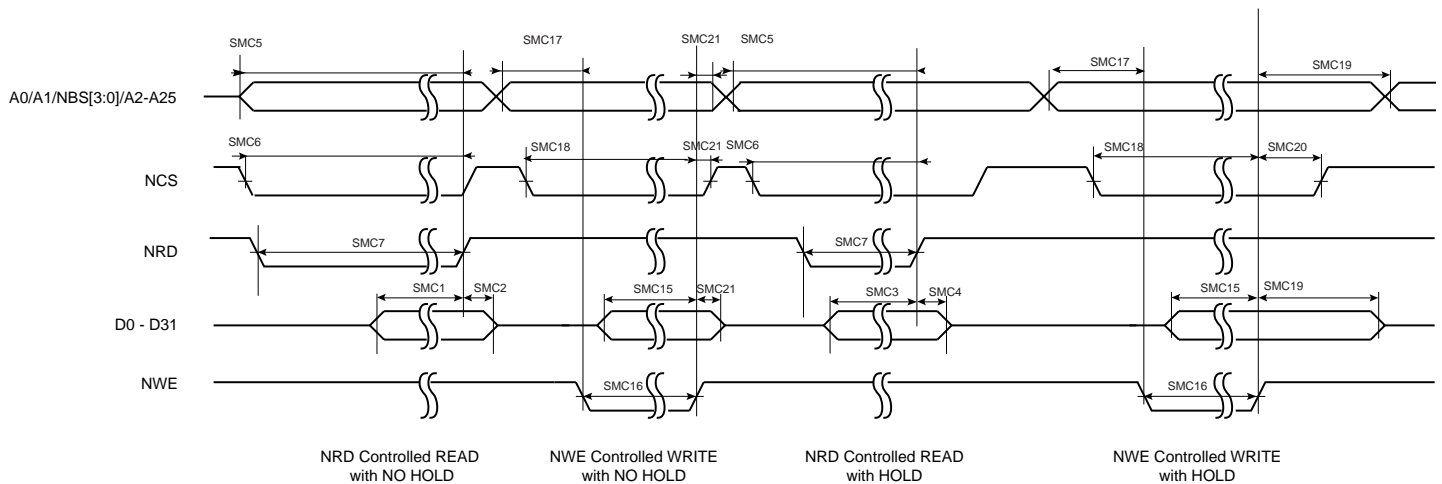 SMC5
SMC17
SMC21
SMC5
SMC17
SMC19
A0/A1/NBS[3:0]/A2-A25
SMC6
SMC18
SMC21
SMC6
SMC18
SMC20
NCS
SMC7
SMC7
NRD
SMC1
SMC2
SMC15
SMC21
SMC3
SMC4
SMC15
SMC19
D0 - D31
NWE
SMC16
SMC16
NRD Controlled READ
with NO HOLD
NWE Controlled WRITE
with NO HOLD
NRD Controlled READ
with HOLD
NWE Controlled WRITE
with HOLD